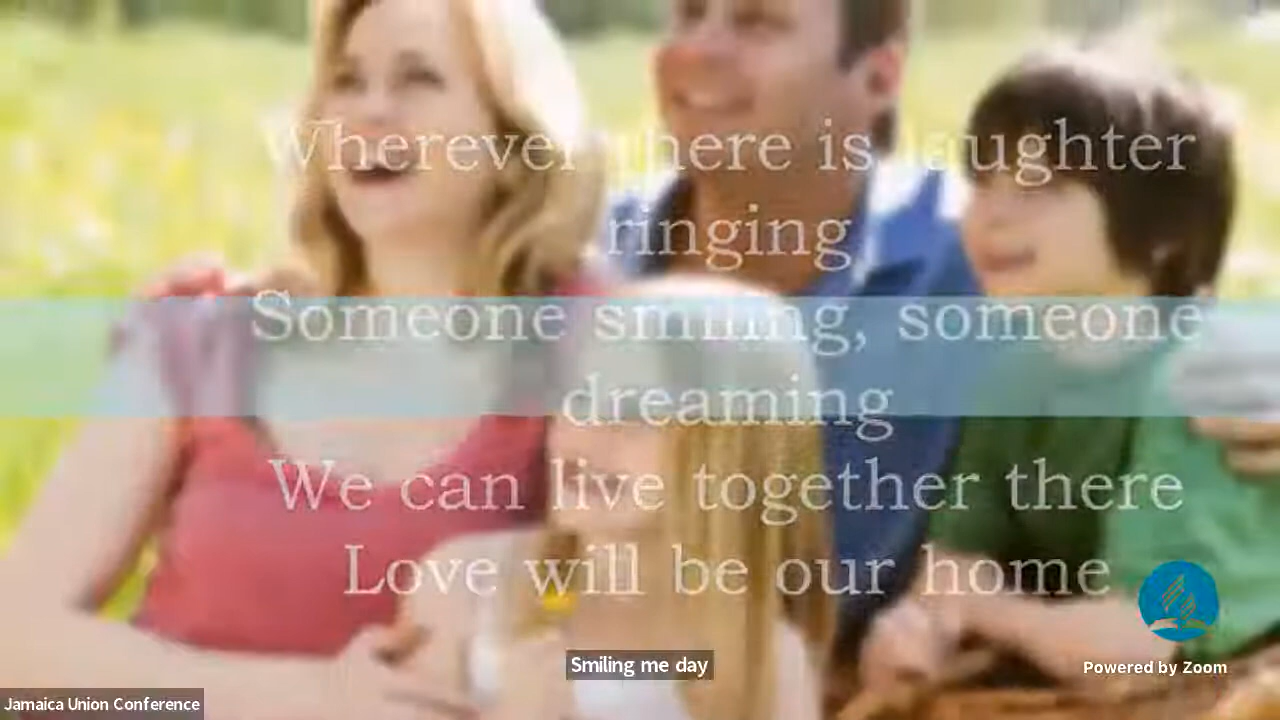 Wherever there is laughter
ringing
Someone smiling, someone
dreaming
We can live together there
Love will be our home
Smiling me day
Powered by Zoom
Jamaica Union Conference